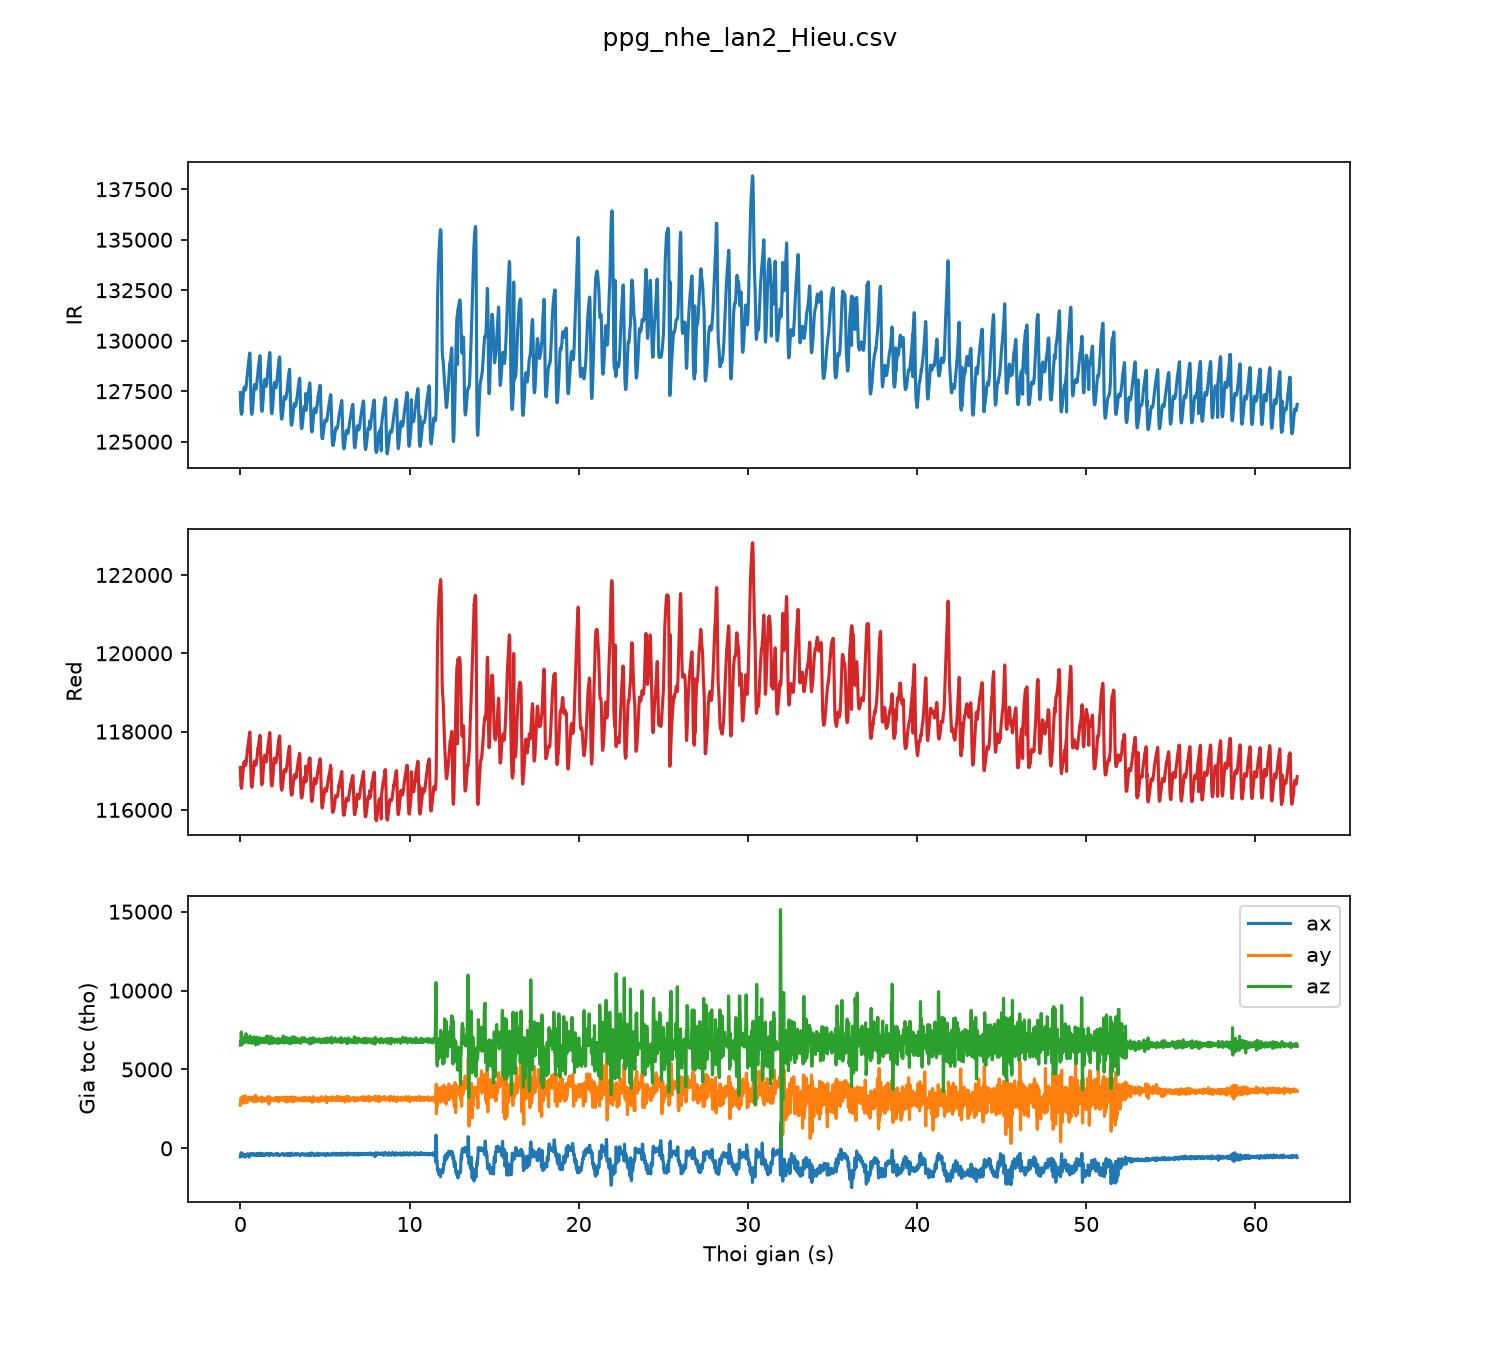 ppg_nhe_lan2_Hieu.csv
137500
135000
132500
130000
127500
125000
IR
122000
120000
118000
116000
Red
15000
10000
5000
0
Gia toc (tho)
ax
ay
az
0 10 20 30 40 50 60
Thoi gian (s)